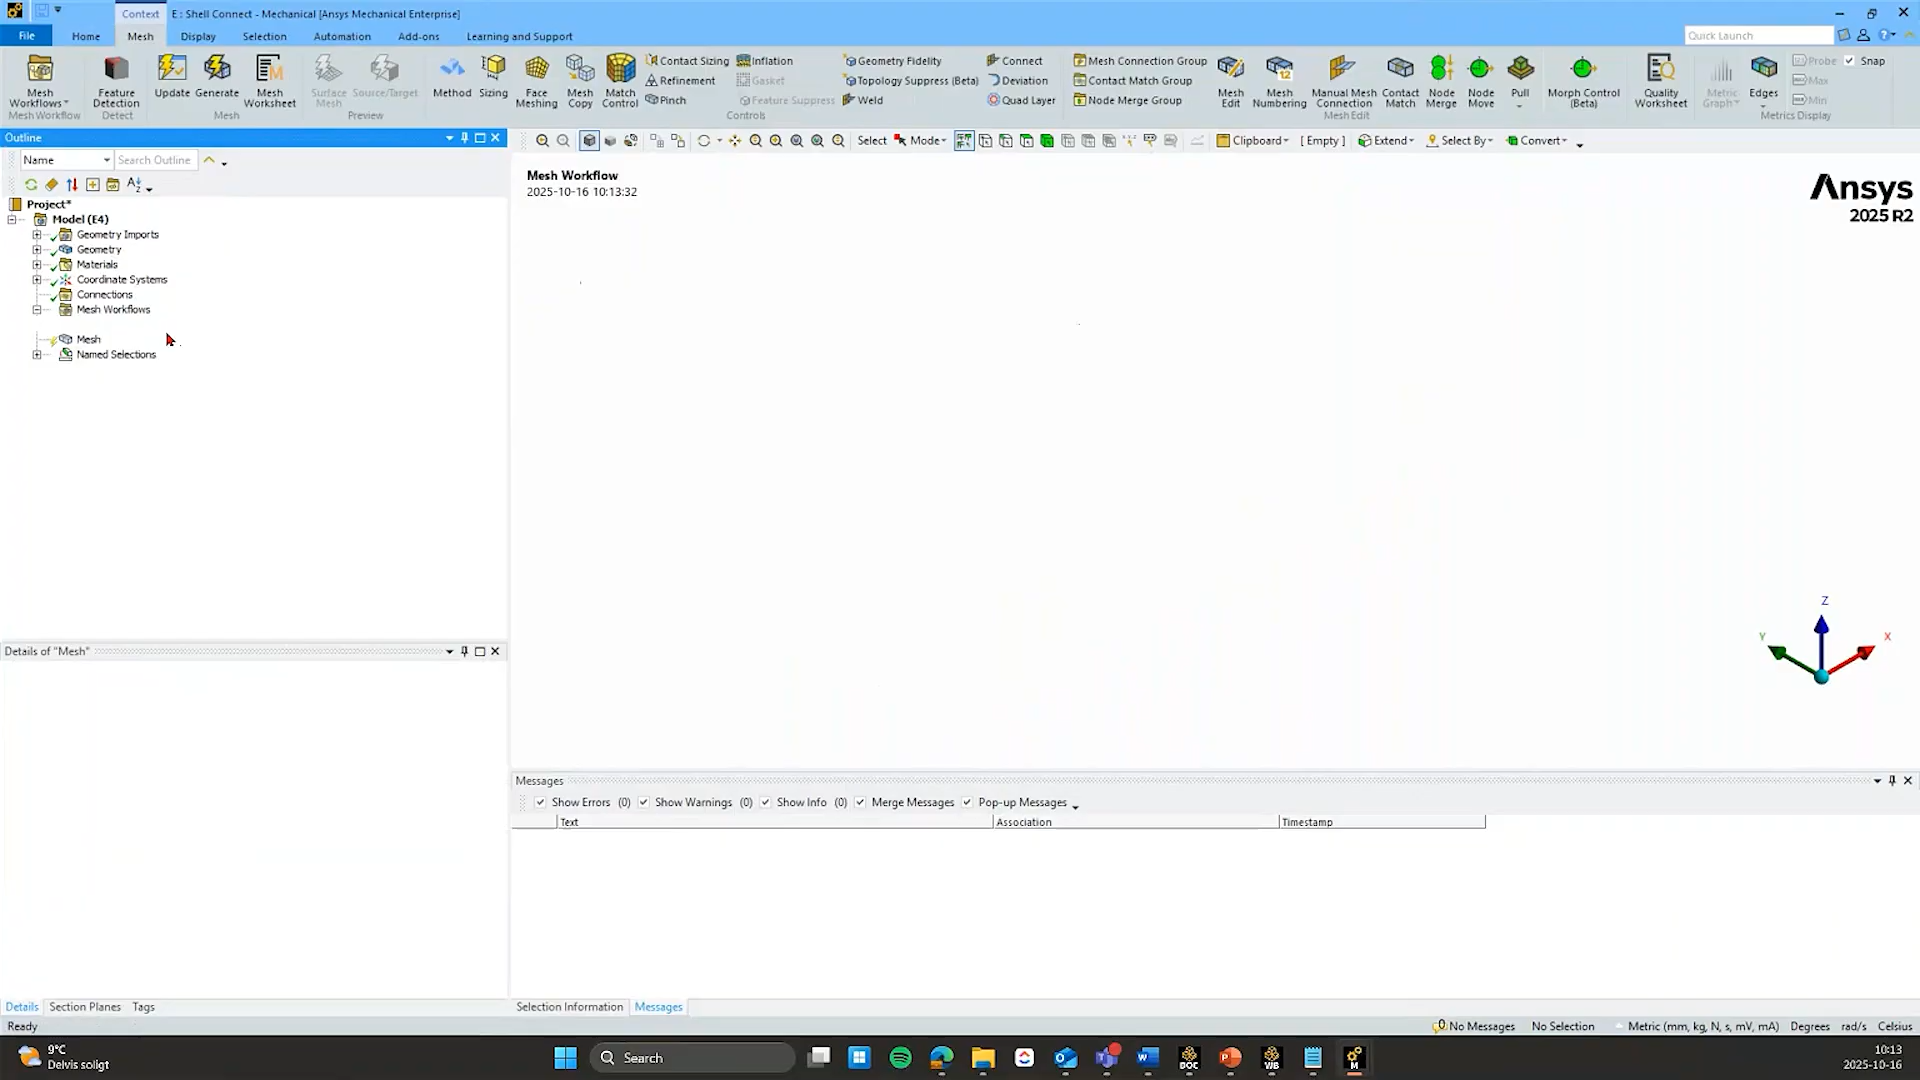 Context E : Shell Connect - Mechanical [Ansys Mechanical Enterprise]
File Home Mesh Display Selection Automation Add-ons Learning and Support Quick Launch
Mesh Workflows
Mesh Workflow
Feature Detection
Detect
Update Generate Mesh Worksheet
Mesh
Surface Mesh Source/Target
Preview
Method Sizing Face Meshing Mesh Copy Match Control
Contact Sizing Inflation Geometry Fidelity Connect
Refinement Gasket Topology Suppress (Beta) Deviation
Pinch Feature Suppress Weld Quad Layer
Controls
Mesh Connection Group
Contact Match Group
Node Merge Group
Mesh Edit Mesh Numbering Manual Mesh Connection Contact Match Node Merge Node Move Pull Morph Control (Beta)
12
Mesh Edit
Quality Worksheet Metric Graph Edges Probe Snap
Max
Min
Metrics Display
Outline
Name Search Outline
Select Mode Clipboard [ Empty ] Extend Select By Convert
Project*
Model (E4)
Geometry Imports
Geometry
Materials
Coordinate Systems
Connections
Mesh Workflows
Mesh
Named Selections
Mesh Workflow
2025-10-16 10:13:32
Ansys
2025 R2
Z
Y
X
Details of "Mesh"
Details Section Planes Tags
Messages
Show Errors (0) Show Warnings (0) Show Info (0) Merge Messages Pop-up Messages
Text Association Timestamp
Selection Information Messages
Ready 0 No Messages No Selection Metric (mm, kg, N, s, mV, mA) Degrees rad/s Celsius
9°C
Delvis soligt
Search
DOC
WB
M
10:13
2025-10-16